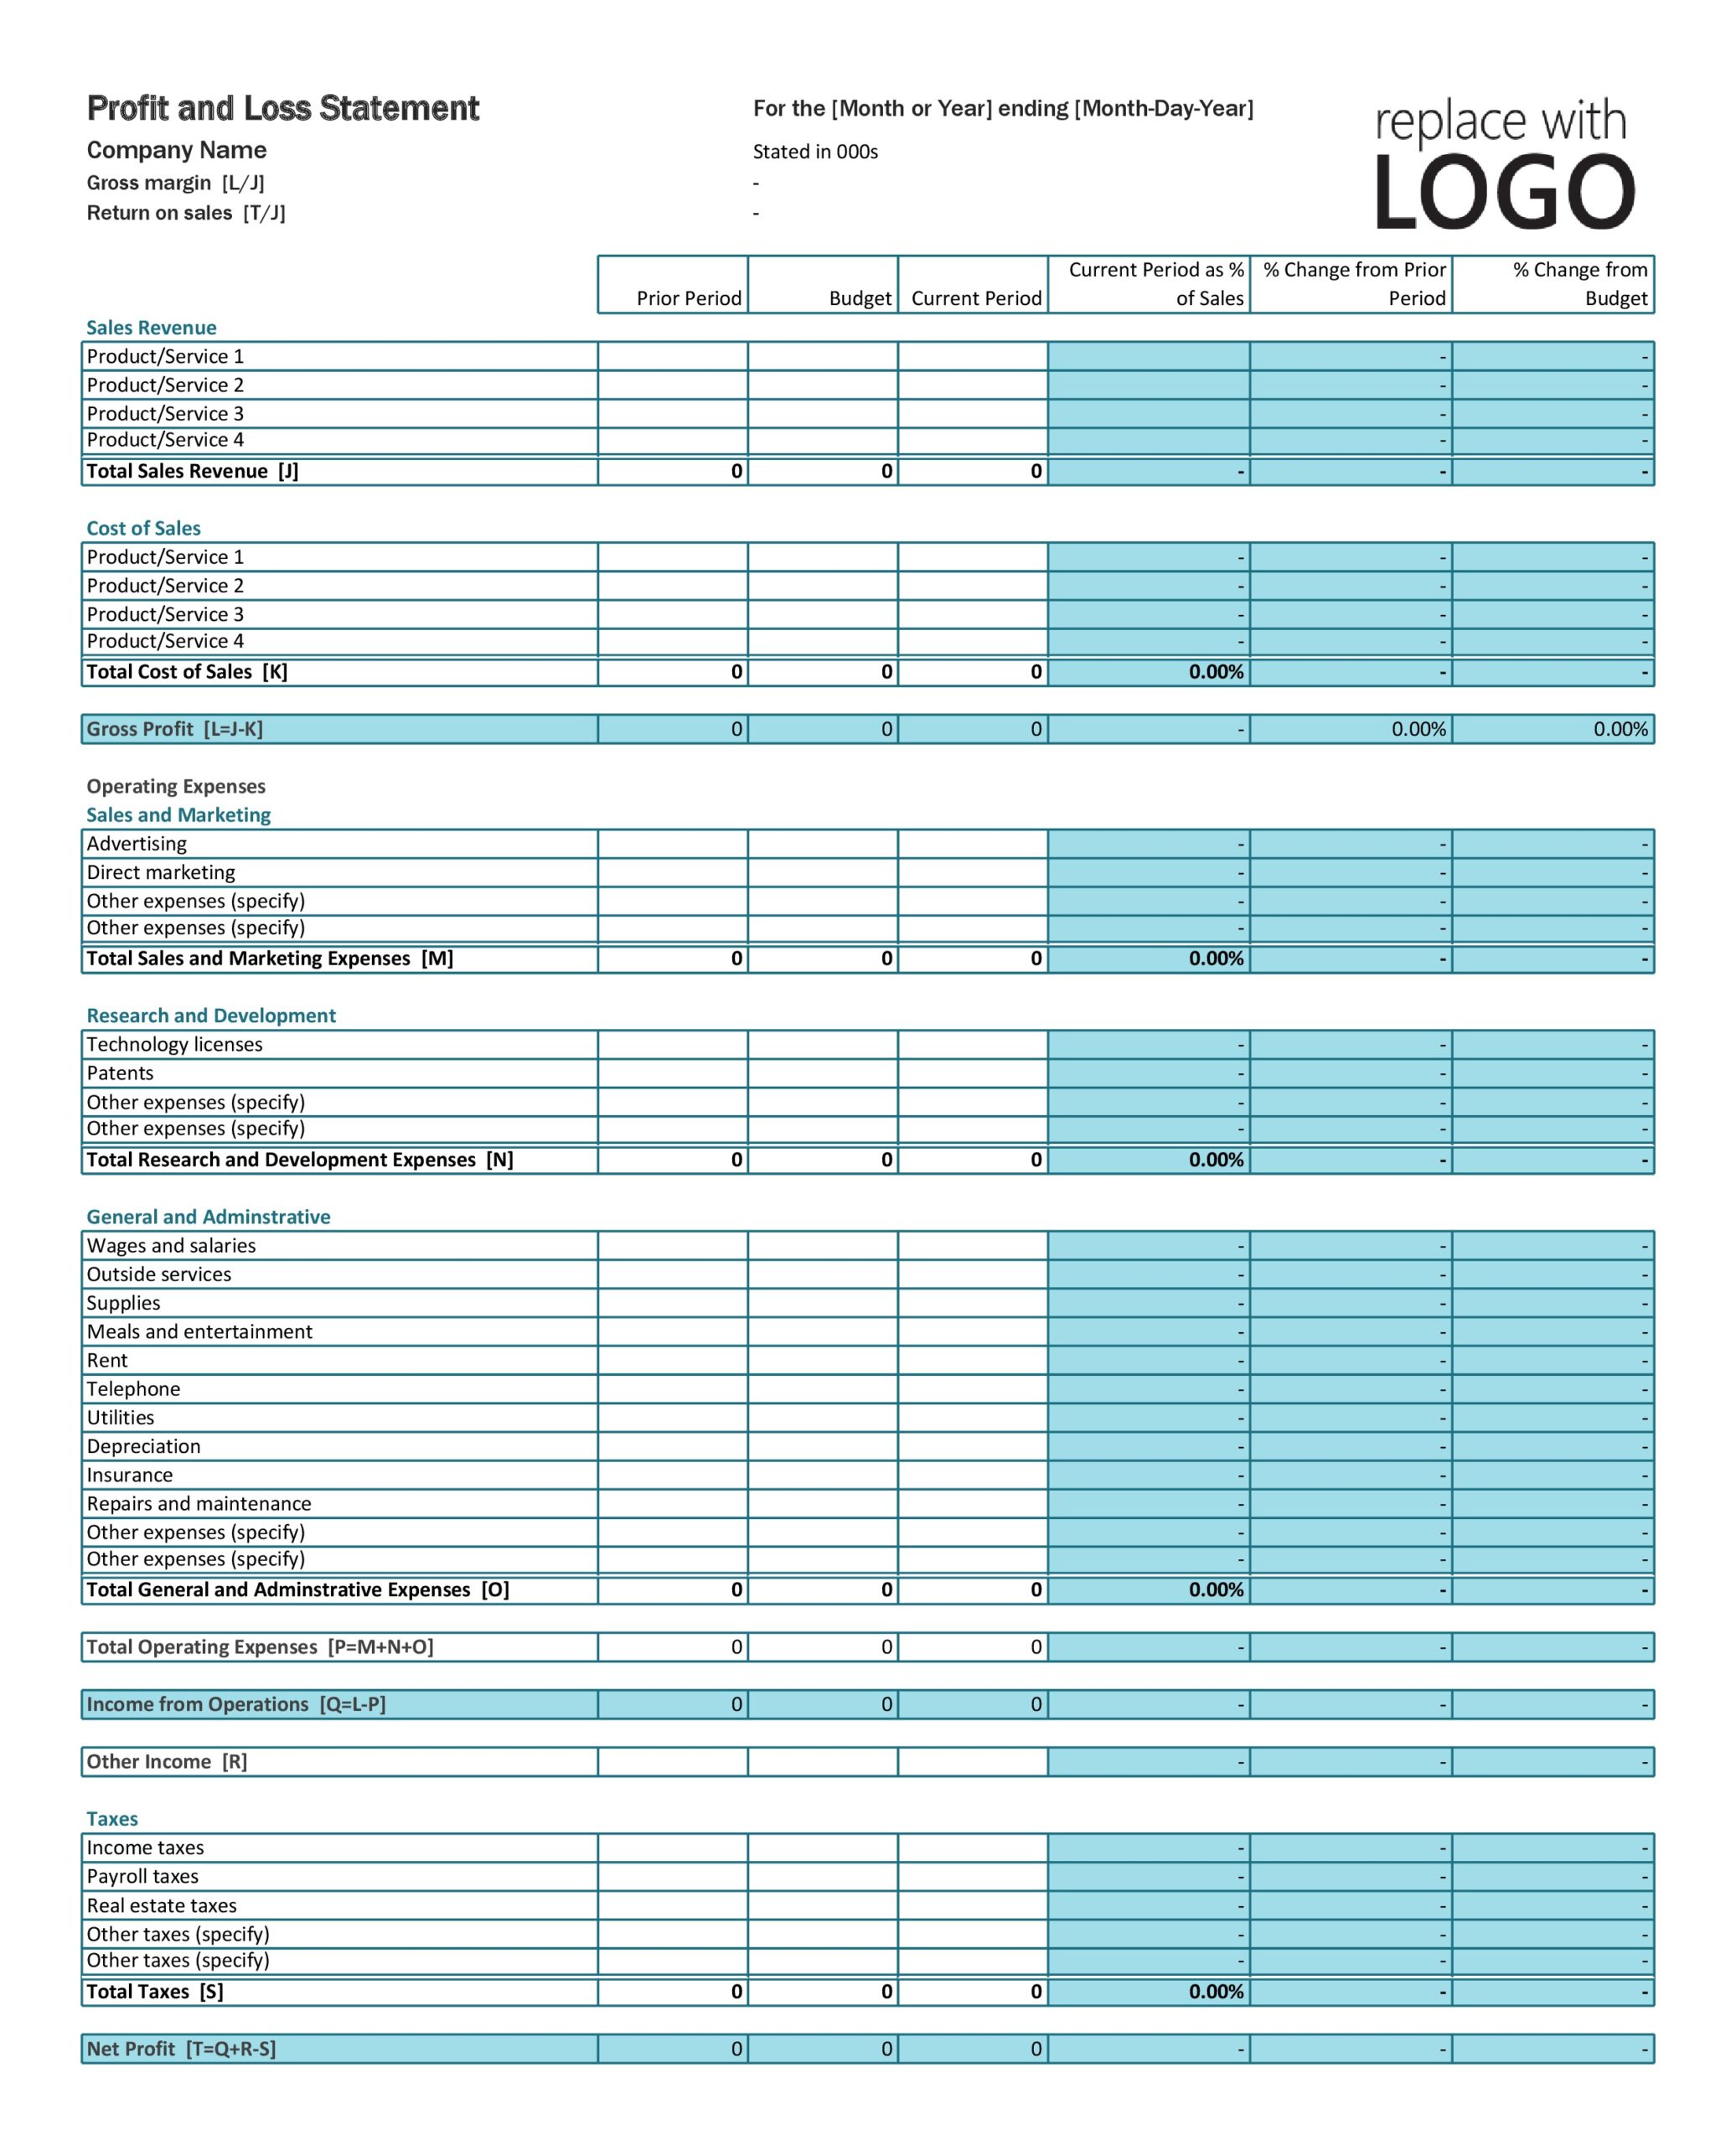 Profit and Loss Statement For the [Month or Year] ending [Month-Day-Year]
replace with
LOGO
Company Name Stated in 000s
Gross margin [L/J] -
Return on sales [T/J] -
Prior Period Budget Current Period Current Period as % of Sales % Change from Prior Period % Change from Budget
Sales Revenue
Product/Service 1 - -
Product/Service 2 - -
Product/Service 3 - -
Product/Service 4 - -
Total Sales Revenue [J] 0 0 0 - - -
Cost of Sales
Product/Service 1 - - -
Product/Service 2 - - -
Product/Service 3 - - -
Product/Service 4 - - -
Total Cost of Sales [K] 0 0 0 0.00% - -
Gross Profit [L=J-K] 0 0 0 - 0.00% 0.00%
Operating Expenses
Sales and Marketing
Advertising - - -
Direct marketing - - -
Other expenses (specify) - - -
Other expenses (specify) - - -
Total Sales and Marketing Expenses [M] 0 0 0 0.00% - -
Research and Development
Technology licenses - - -
Patents - - -
Other expenses (specify) - - -
Other expenses (specify) - - -
Total Research and Development Expenses [N] 0 0 0 0.00% - -
General and Adminstrative
Wages and salaries - - -
Outside services - - -
Supplies - - -
Meals and entertainment - - -
Rent - - -
Telephone - - -
Utilities - - -
Depreciation - - -
Insurance - - -
Repairs and maintenance - - -
Other expenses (specify) - - -
Other expenses (specify) - - -
Total General and Adminstrative Expenses [O] 0 0 0 0.00% - -
Total Operating Expenses [P=M+N+O] 0 0 0 - - -
Income from Operations [Q=L-P] 0 0 0 - - -
Other Income [R] - - -
Taxes
Income taxes - - -
Payroll taxes - - -
Real estate taxes - - -
Other taxes (specify) - - -
Other taxes (specify) - - -
Total Taxes [S] 0 0 0 0.00% - -
Net Profit [T=Q+R-S] 0 0 0 - - -